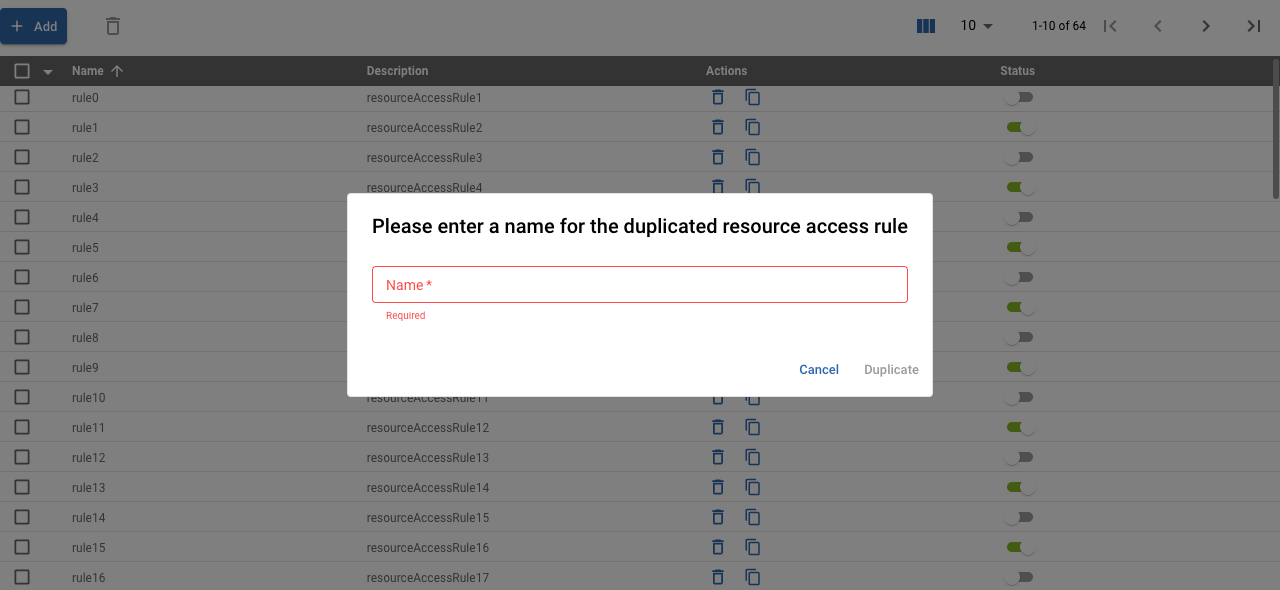 Add
10
1-10 of 64
Name Description Actions Status
rule0 resourceAccessRule1
rule1 resourceAccessRule2
rule2 resourceAccessRule3
rule3 resourceAccessRule4
rule4
Please enter a name for the duplicated resource access rule
rule5
rule6
Name *
rule7
Required
rule8
rule9
Cancel Duplicate
rule10 resourceAccessRule11
rule11 resourceAccessRule12
rule12 resourceAccessRule13
rule13 resourceAccessRule14
rule14 resourceAccessRule15
rule15 resourceAccessRule16
rule16 resourceAccessRule17